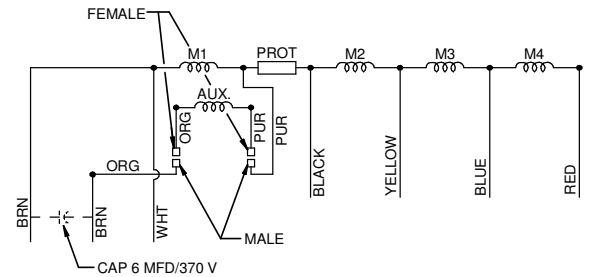 FEMALE
M1
PROT
M2
M3
M4
AUX.
ORG
PUR
PUR
ORG
BRN
BRN
WHT
BLACK
YELLOW
BLUE
RED
MALE
CAP 6 MFD/370 V